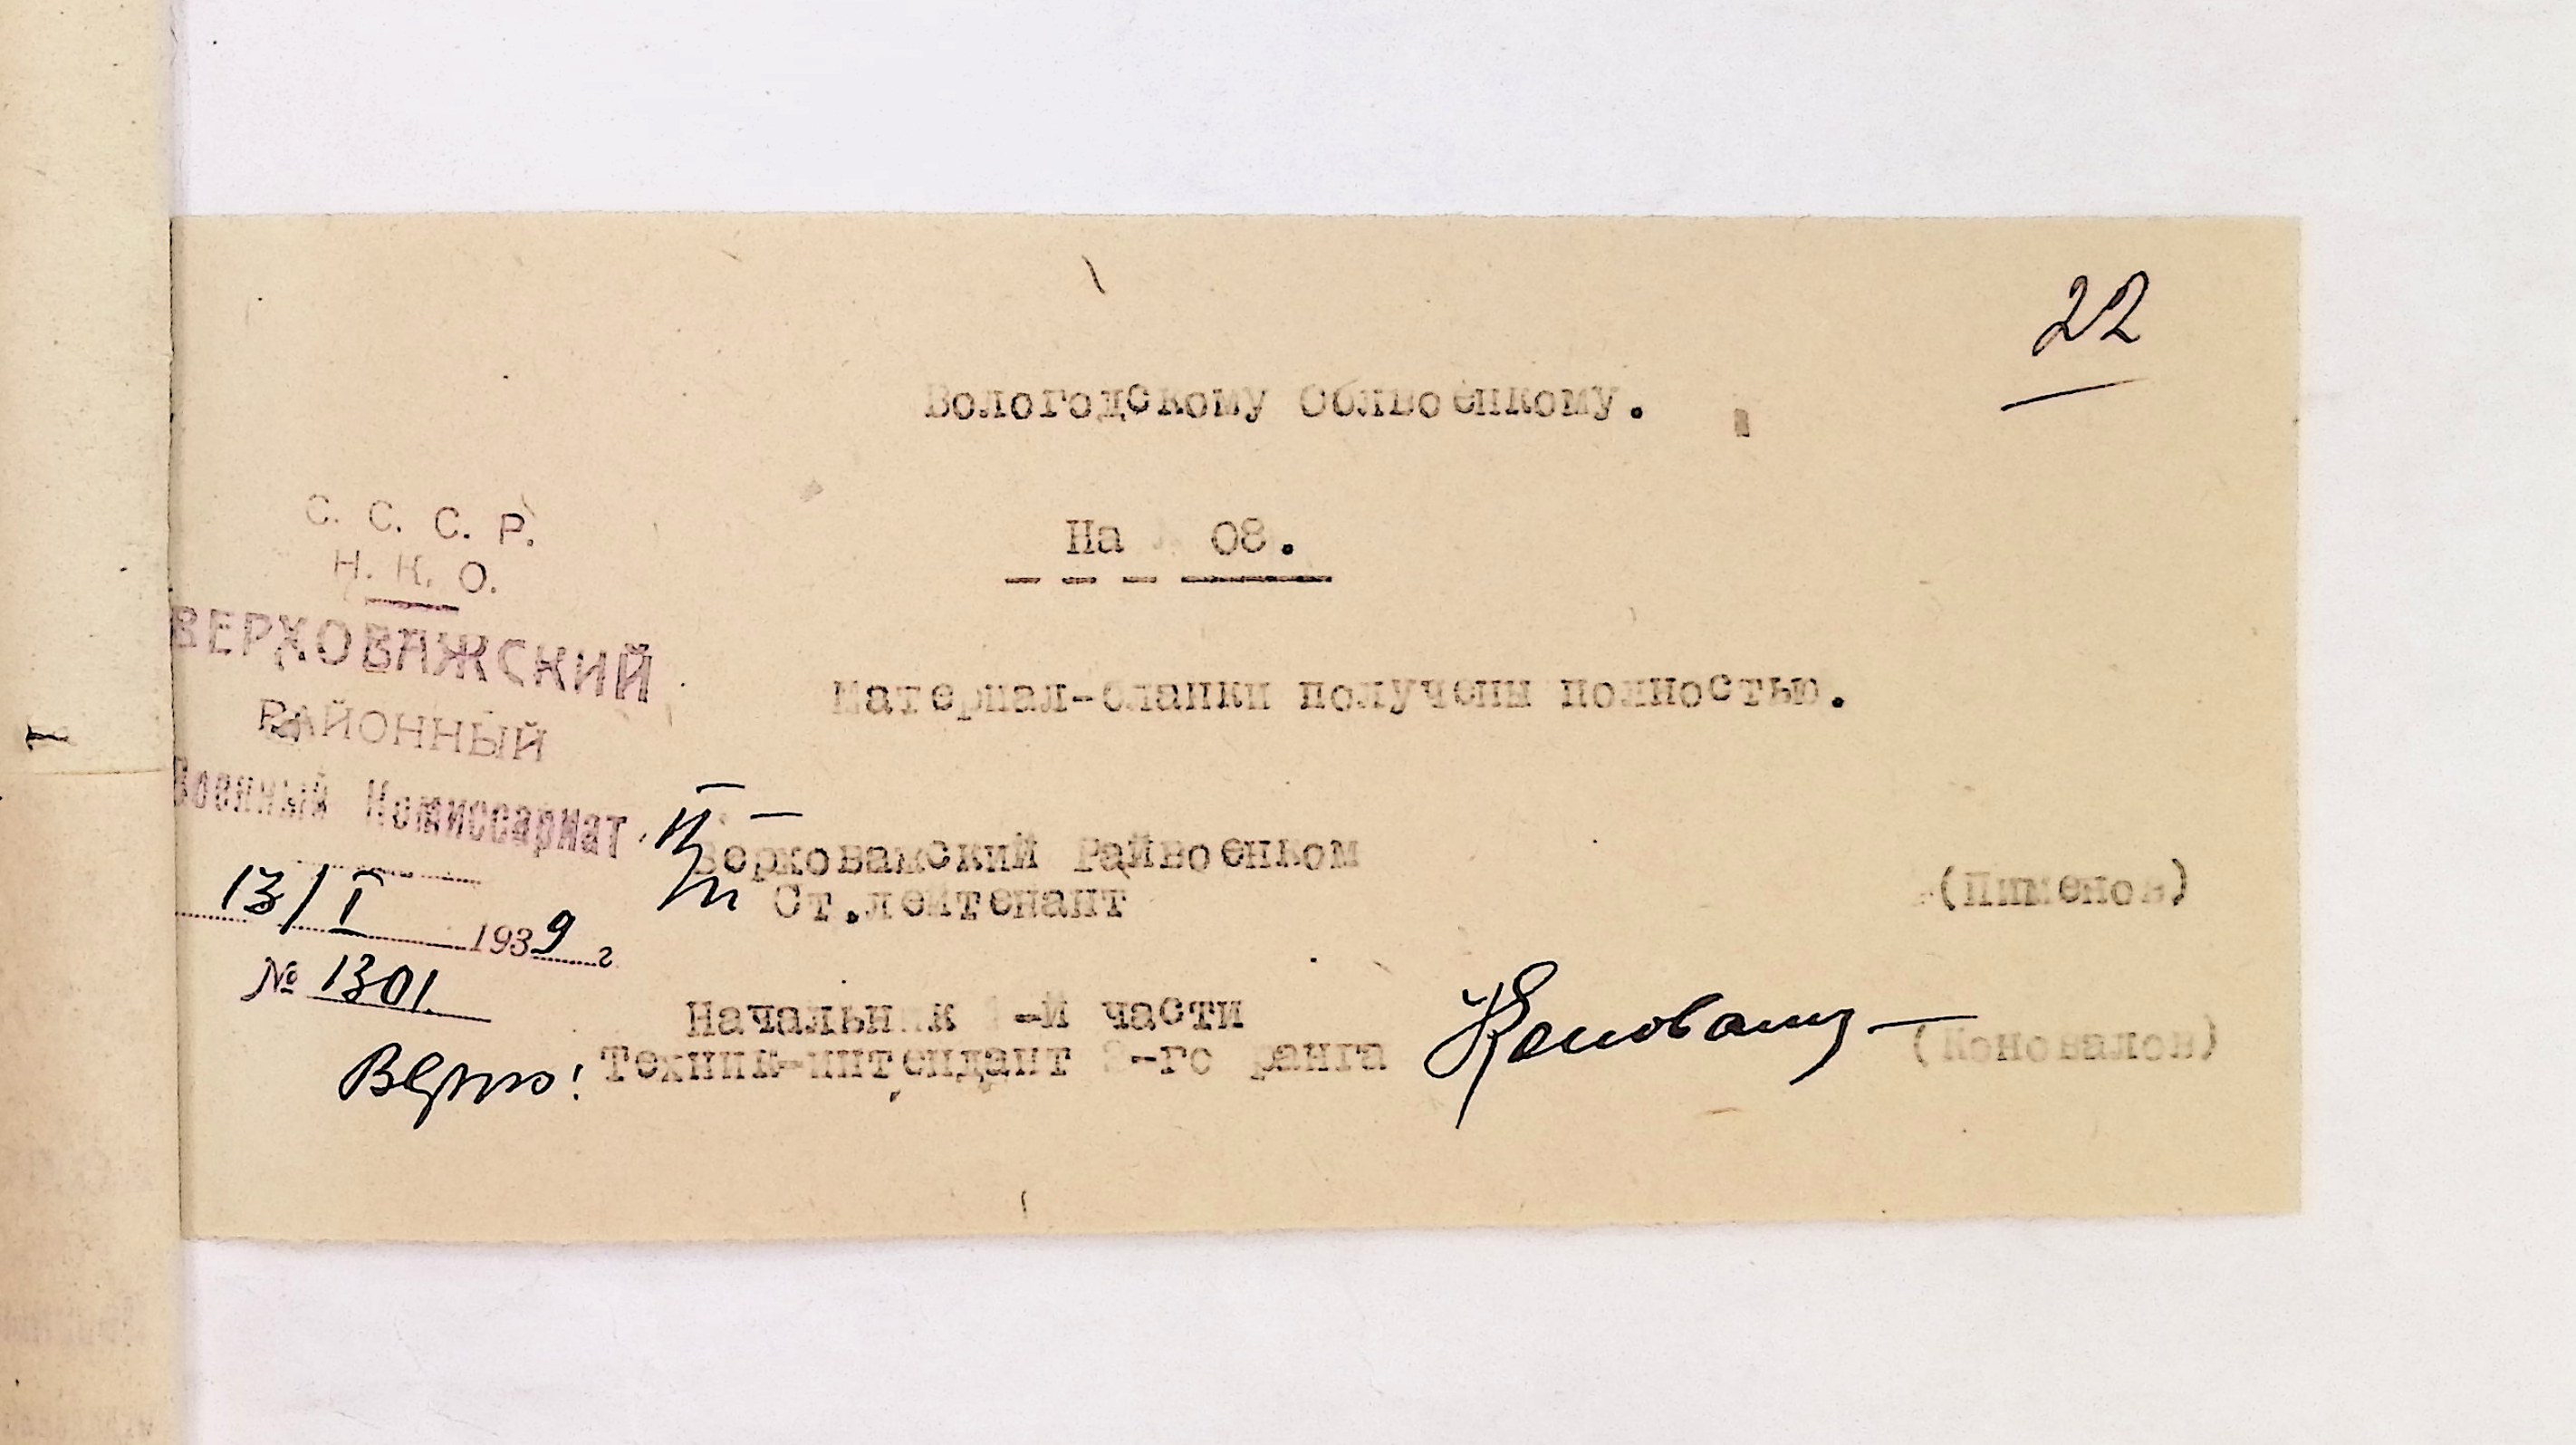 22
Вологодскому Облвоенкому.
На 08.
С. С. С. Р.
Н. К. О.
ВЕРХОВАЖСКИЙ
РАЙОННЫЙ
Военный Комиссариат
13/I 1939 г.
№ 1301.
Материал-бланки получены полностью.
Верховажский Райвоенком
Ст.лейтенант (Пименов)
Начальник -й части
Техник-интендант -го ранга Коновалов (Коновалов)
Верно!